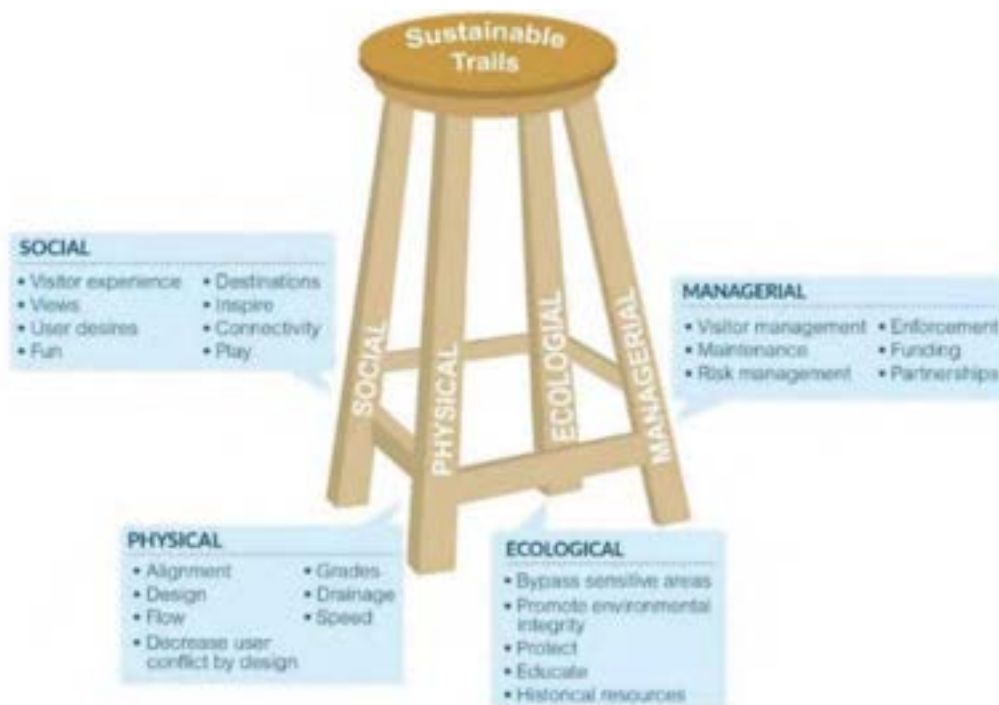 Sustainable
Trails
SOCIAL
PHYSICAL
ECOLOGIAL
MANAGERIAL
SOCIAL
• Visitor experience
• Views
• User desires
• Fun
• Destinations
• Inspire
• Connectivity
• Play
MANAGERIAL
• Visitor management
• Maintenance
• Risk management
• Enforcement
• Funding
• Partnerships
PHYSICAL
• Alignment
• Design
• Flow
• Decrease user
conflict by design
• Grades
• Drainage
• Speed
ECOLOGICAL
• Bypass sensitive areas
• Promote environmental
integrity
• Protect
• Educate
• Historical resources